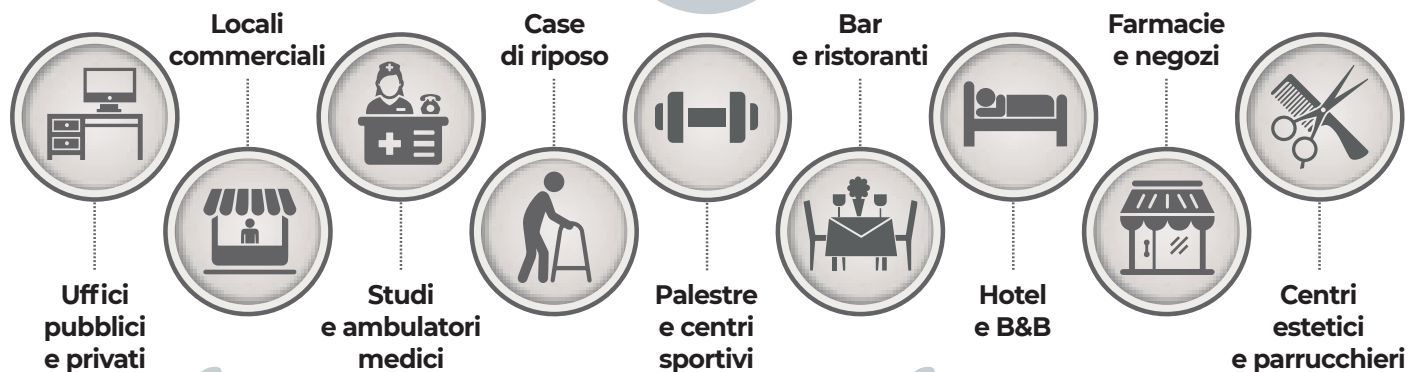 Locali
commerciali
Case
di riposo
Bar
e ristoranti
Farmacie
e negozi
Uffici
pubblici
e privati
Studi
e ambulatori
medici
Palestre
e centri
sportivi
Hotel
e B&B
Centri
estetici
e parrucchieri